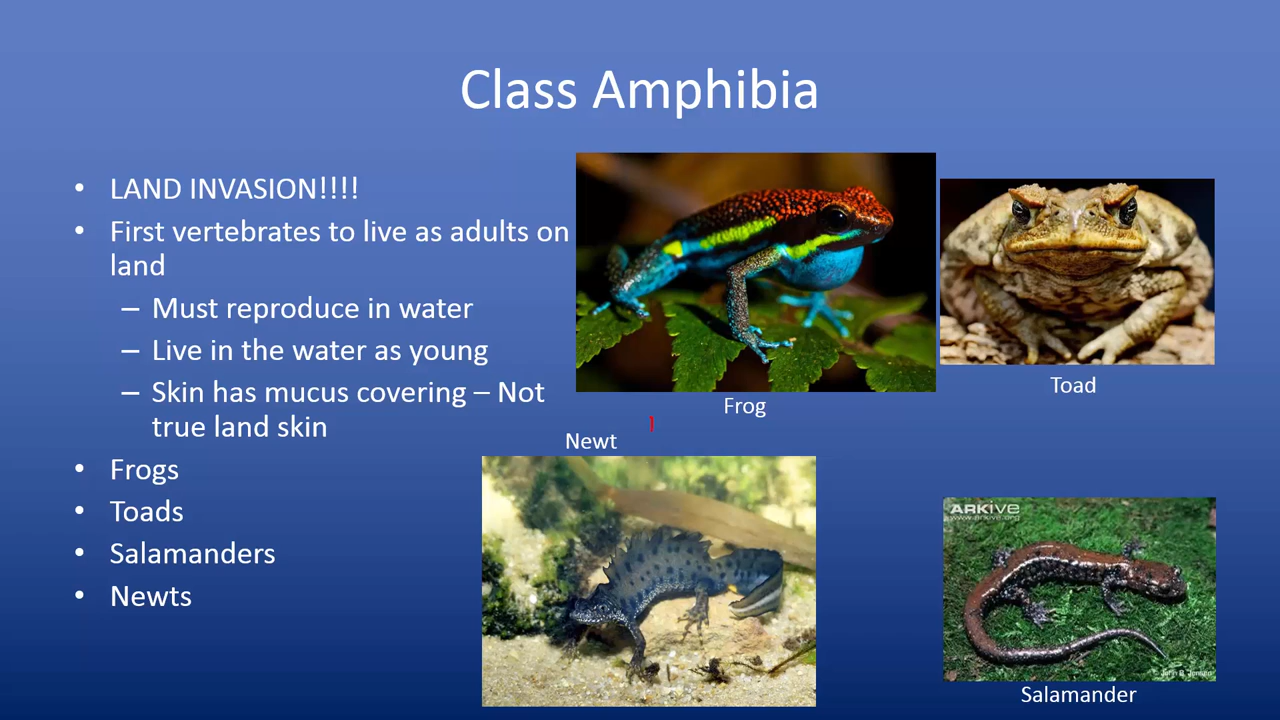 Class Amphibia
• LAND INVASION!!!!
• First vertebrates to live as adults on
land
– Must reproduce in water
– Live in the water as young
– Skin has mucus covering – Not
true land skin
• Frogs
• Toads
• Salamanders
• Newts
Frog
Toad
Newt
ARKive
www.arkive.org
Salamander